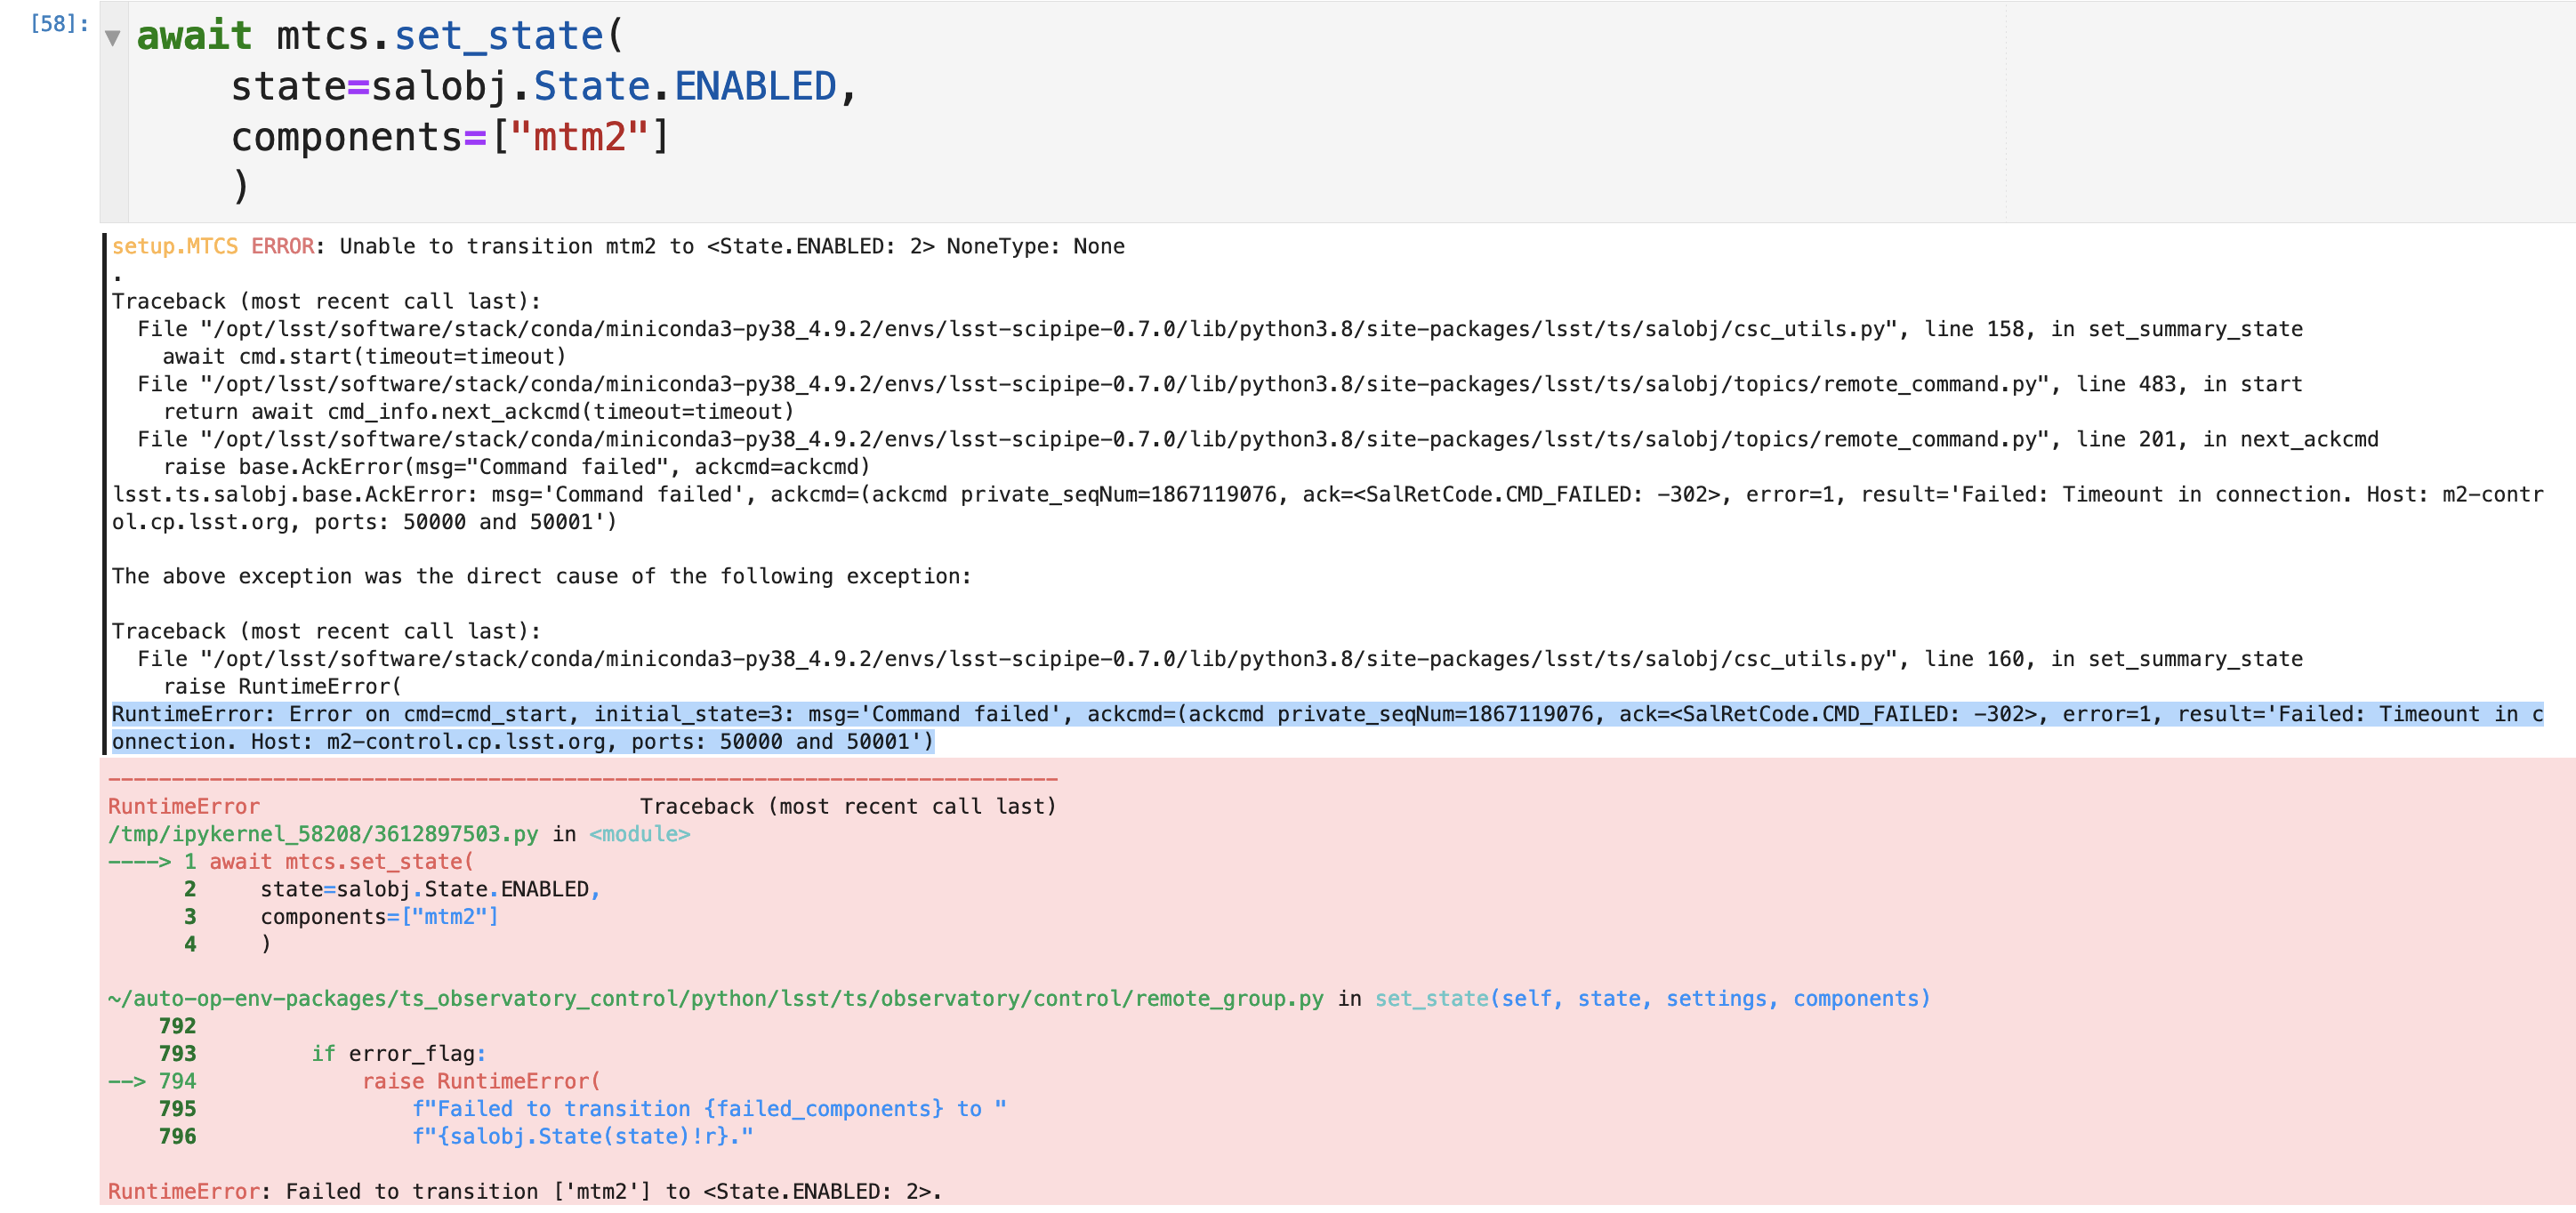 [58]:
▼ await mtcs.set_state(
    state=salobj.State.ENABLED,
    components=["mtm2"]
    )
setup.MTCS ERROR: Unable to transition mtm2 to <State.ENABLED: 2> NoneType: None
.
Traceback (most recent call last):
  File "/opt/lsst/software/stack/conda/miniconda3-py38_4.9.2/envs/lsst-scipipe-0.7.0/lib/python3.8/site-packages/lsst/ts/salobj/csc_utils.py", line 158, in set_summary_state
    await cmd.start(timeout=timeout)
  File "/opt/lsst/software/stack/conda/miniconda3-py38_4.9.2/envs/lsst-scipipe-0.7.0/lib/python3.8/site-packages/lsst/ts/salobj/topics/remote_command.py", line 483, in start
    return await cmd_info.next_ackcmd(timeout=timeout)
  File "/opt/lsst/software/stack/conda/miniconda3-py38_4.9.2/envs/lsst-scipipe-0.7.0/lib/python3.8/site-packages/lsst/ts/salobj/topics/remote_command.py", line 201, in next_ackcmd
    raise base.AckError(msg="Command failed", ackcmd=ackcmd)
lsst.ts.salobj.base.AckError: msg='Command failed', ackcmd=(ackcmd private_seqNum=1867119076, ack=<SalRetCode.CMD_FAILED: -302>, error=1, result='Failed: Timeount in connection. Host: m2-contr
ol.cp.lsst.org, ports: 50000 and 50001')

The above exception was the direct cause of the following exception:

Traceback (most recent call last):
  File "/opt/lsst/software/stack/conda/miniconda3-py38_4.9.2/envs/lsst-scipipe-0.7.0/lib/python3.8/site-packages/lsst/ts/salobj/csc_utils.py", line 160, in set_summary_state
    raise RuntimeError(
RuntimeError: Error on cmd=cmd_start, initial_state=3: msg='Command failed', ackcmd=(ackcmd private_seqNum=1867119076, ack=<SalRetCode.CMD_FAILED: -302>, error=1, result='Failed: Timeount in c
onnection. Host: m2-control.cp.lsst.org, ports: 50000 and 50001')
---------------------------------------------------------------------------
RuntimeError                              Traceback (most recent call last)
/tmp/ipykernel_58208/3612897503.py in <module>
----> 1 await mtcs.set_state(
      2     state=salobj.State.ENABLED,
      3     components=["mtm2"]
      4     )

~/auto-op-env-packages/ts_observatory_control/python/lsst/ts/observatory/control/remote_group.py in set_state(self, state, settings, components)
    792
    793         if error_flag:
--> 794             raise RuntimeError(
    795                 f"Failed to transition {failed_components} to "
    796                 f"{salobj.State(state)!r}."

RuntimeError: Failed to transition ['mtm2'] to <State.ENABLED: 2>.